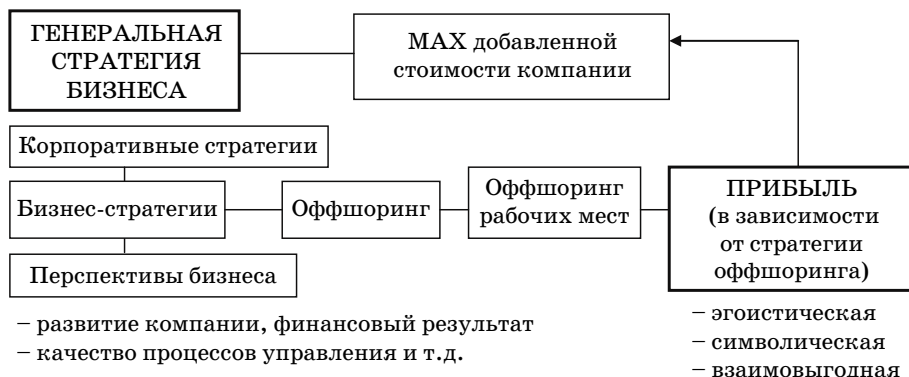 ГЕНЕРАЛЬНАЯ
СТРАТЕГИЯ
БИЗНЕСА
MAX добавленной
стоимости компании
Корпоративные стратегии
Бизнес-стратегии
Оффшоринг
Оффшоринг
рабочих мест
ПРИБЫЛЬ
(в зависимости
от стратегии
оффшоринга)
Перспективы бизнеса
– развитие компании, финансовый результат
– качество процессов управления и т.д.
– эгоистическая
– символическая
– взаимовыгодная